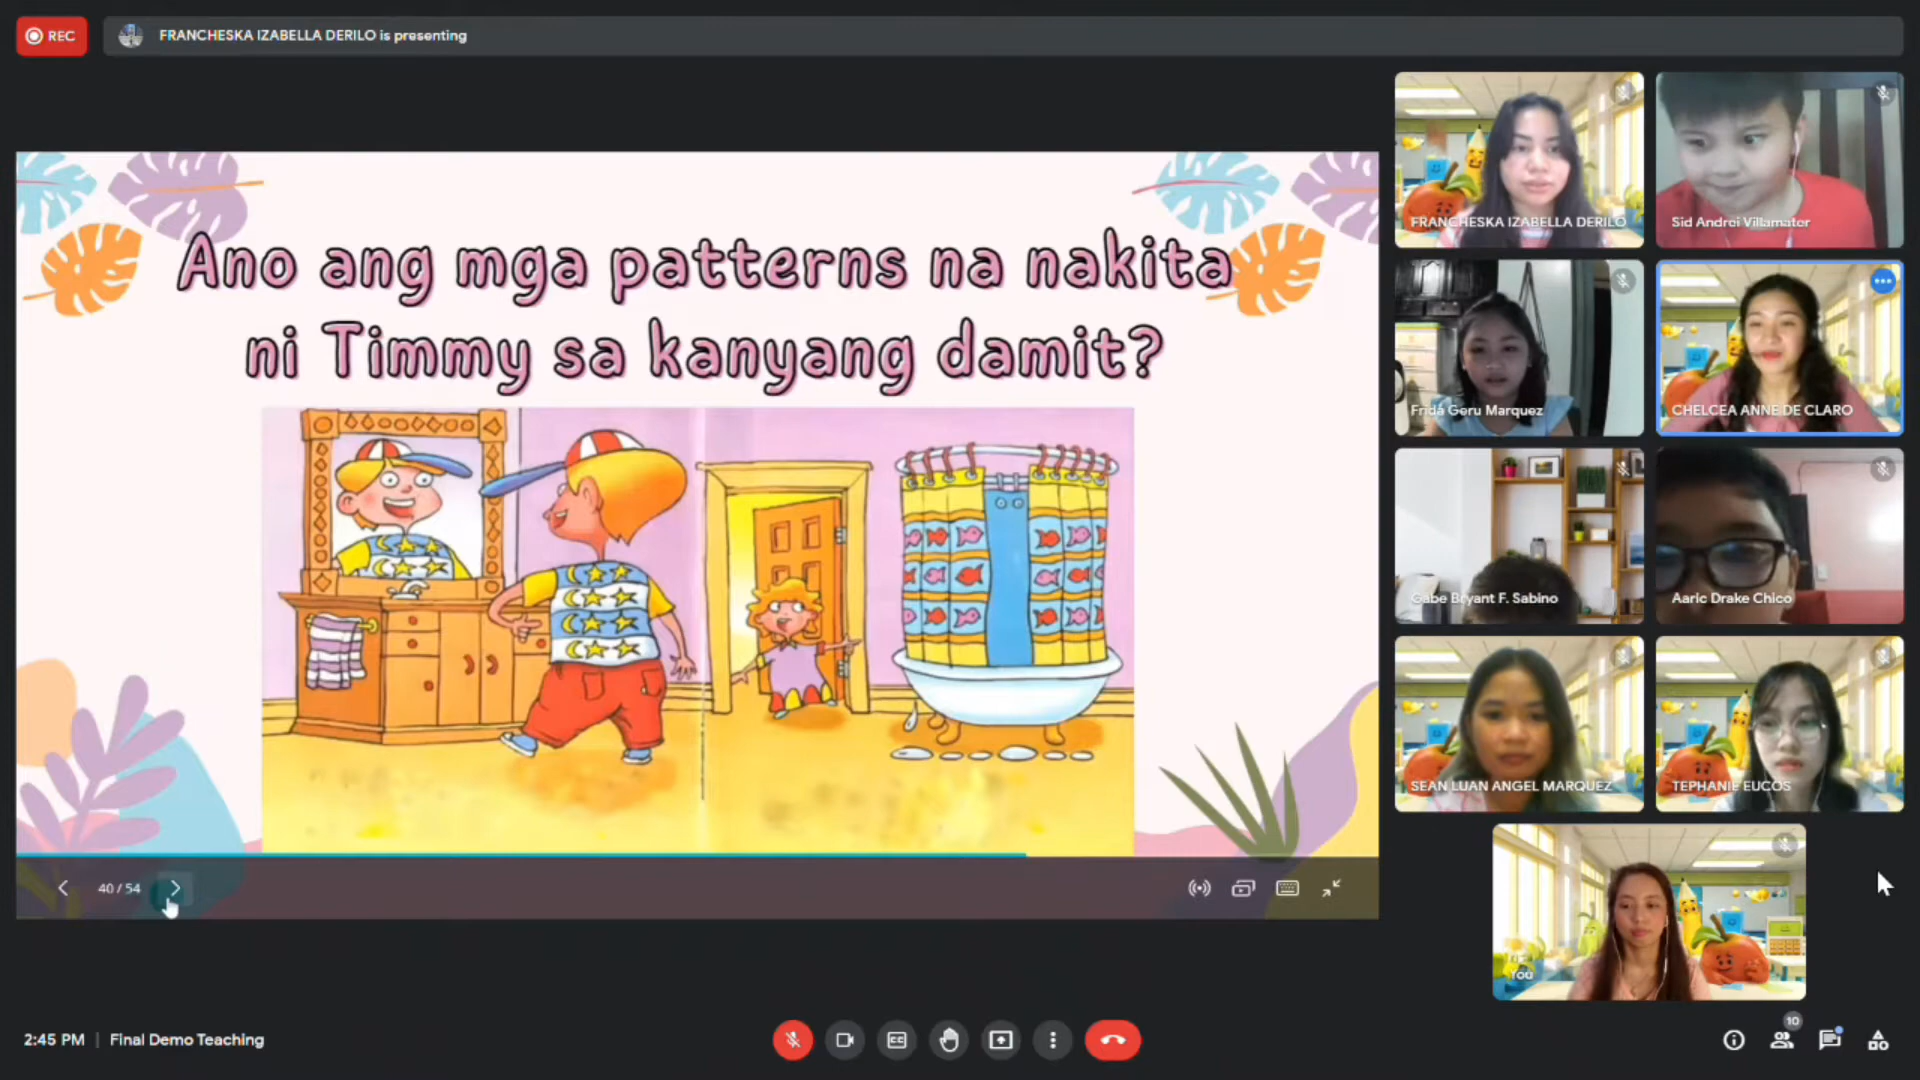 REC
FRANCHESKA IZABELLA DERILO is presenting
Ano ang mga patterns na nakita
ni Timmy sa kanyang damit?
40 / 54
FRANCHESKA IZABELLA DERILO
Sid Andrei Villamater
Frida Geru Marquez
CHELCEA ANNE DE CLARO
Gabe Bryant F. Sabino
Aaric Drake Chico
SEAN LUAN ANGEL MARQUEZ
TEPHANIE EUCOS
You
2:45 PM | Final Demo Teaching
CC
10